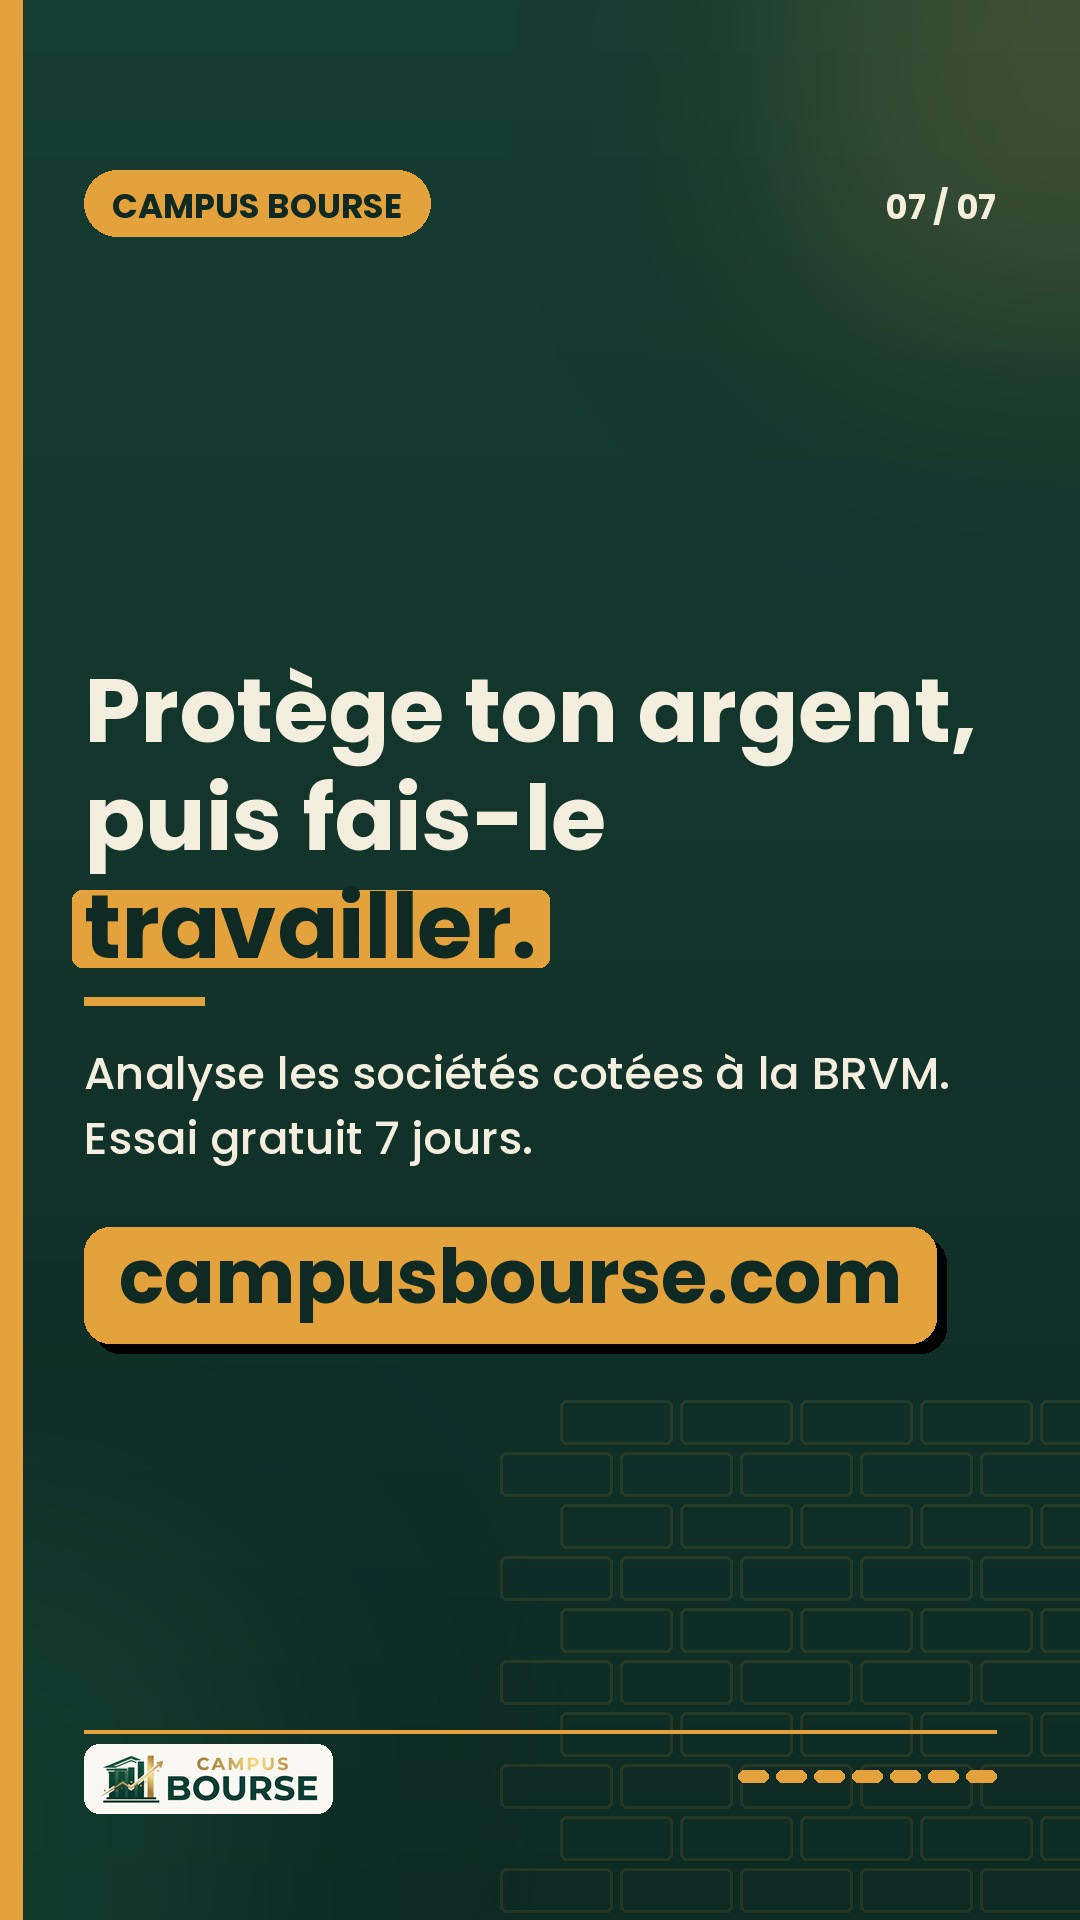 CAMPUS BOURSE
07 / 07
Protège ton argent,
puis fais-le
travailler.
Analyse les sociétés cotées à la BRVM.
Essai gratuit 7 jours.
campusbourse.com
CAMPUS
BOURSE